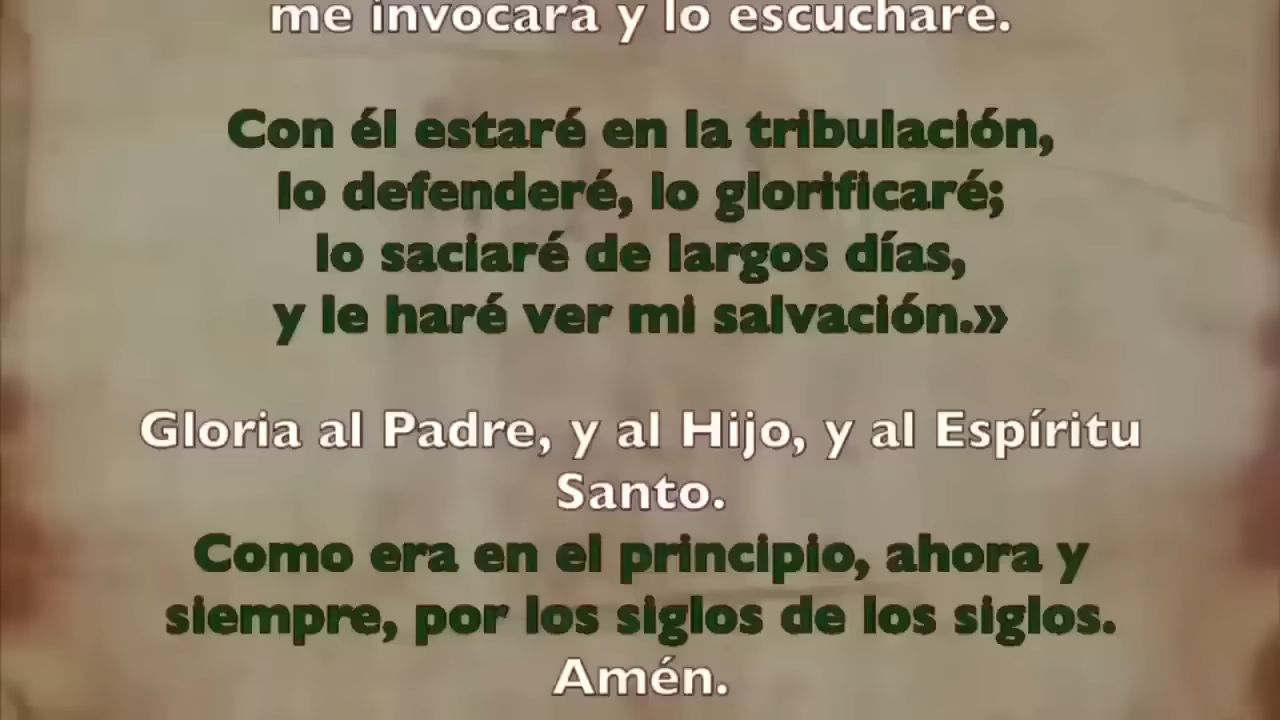 me invocará y lo escucharé.
Con él estaré en la tribulación,
lo defenderé, lo glorificaré;
lo saciaré de largos días,
y le haré ver mi salvación.»
Gloria al Padre, y al Hijo, y al Espíritu
Santo.
Como era en el principio, ahora y
siempre, por los siglos de los siglos.
Amén.